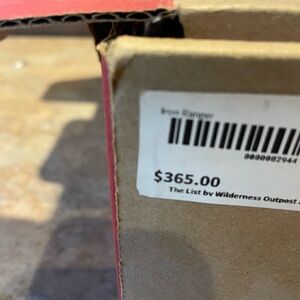 Iron Ranger
0000002944
$365.00
The List by Wilderness Outpost